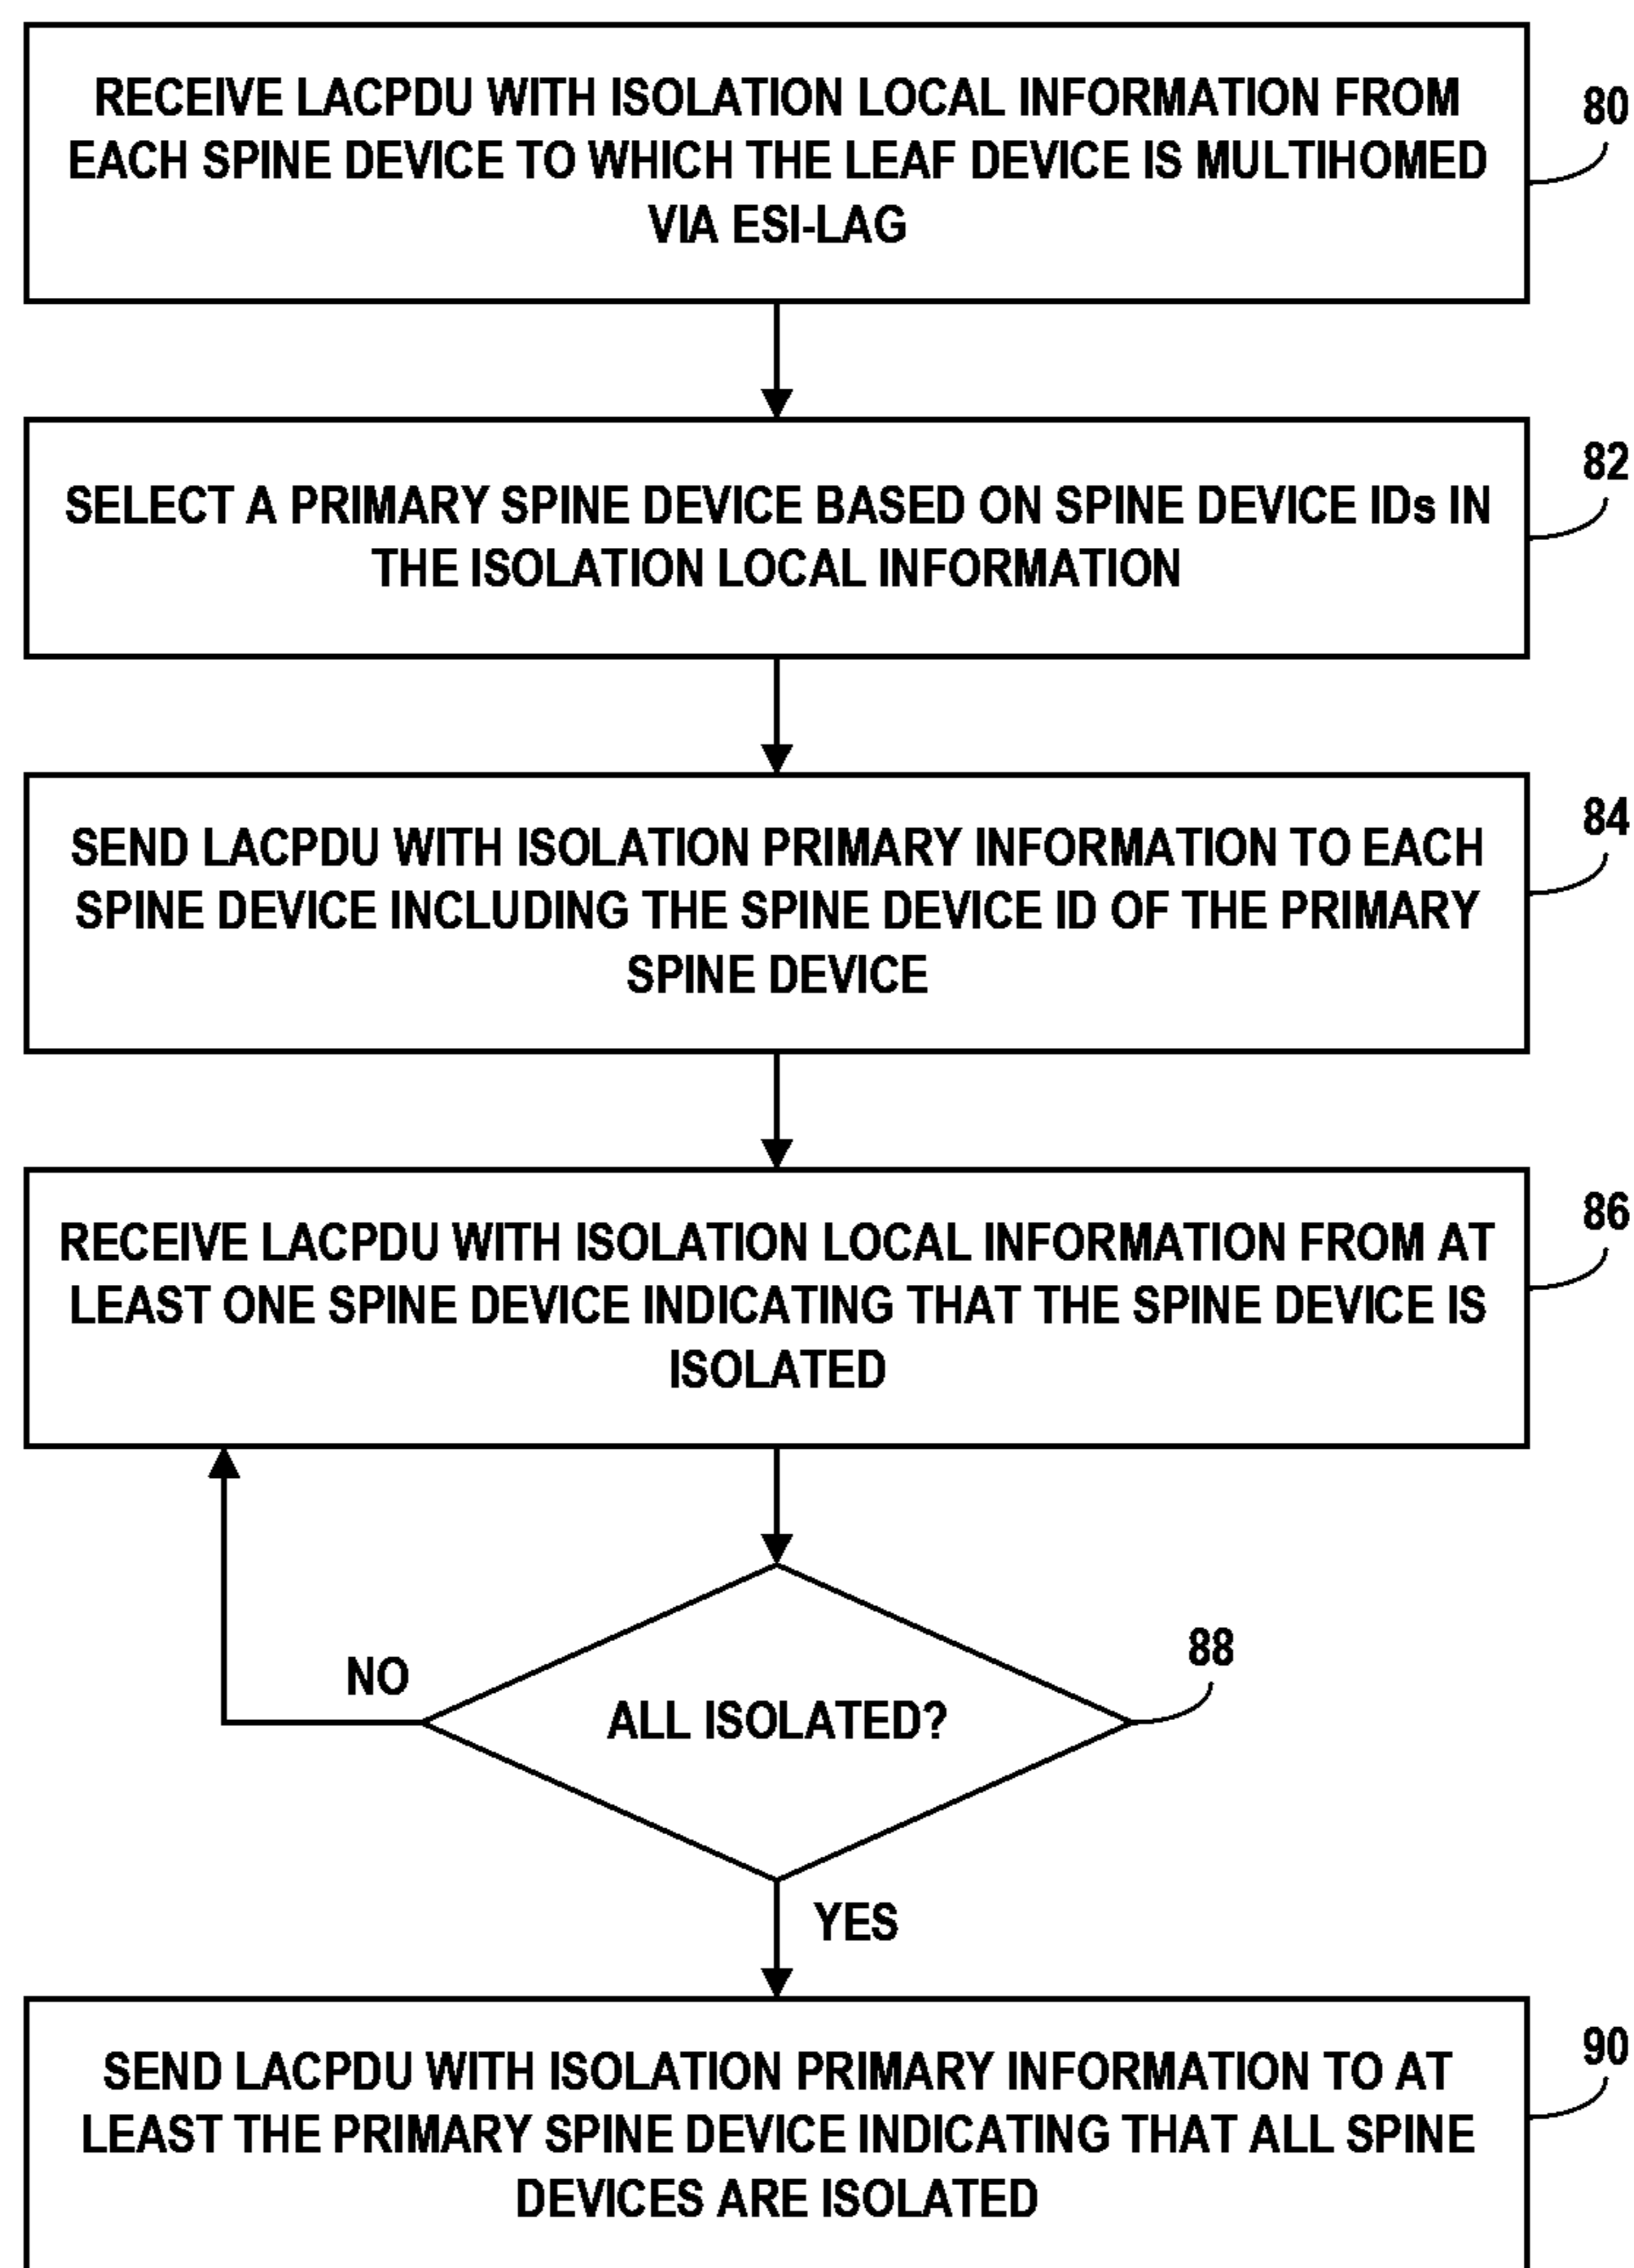 RECEIVE LACPDU WITH ISOLATION LOCAL INFORMATION FROM
EACH SPINE DEVICE TO WHICH THE LEAF DEVICE IS MULTIHOMED
VIA ESI-LAG
80
SELECT A PRIMARY SPINE DEVICE BASED ON SPINE DEVICE IDs IN
THE ISOLATION LOCAL INFORMATION
82
SEND LACPDU WITH ISOLATION PRIMARY INFORMATION TO EACH
SPINE DEVICE INCLUDING THE SPINE DEVICE ID OF THE PRIMARY
SPINE DEVICE
84
RECEIVE LACPDU WITH ISOLATION LOCAL INFORMATION FROM AT
LEAST ONE SPINE DEVICE INDICATING THAT THE SPINE DEVICE IS
ISOLATED
86
NO
ALL ISOLATED?
88
YES
SEND LACPDU WITH ISOLATION PRIMARY INFORMATION TO AT
LEAST THE PRIMARY SPINE DEVICE INDICATING THAT ALL SPINE
DEVICES ARE ISOLATED
90